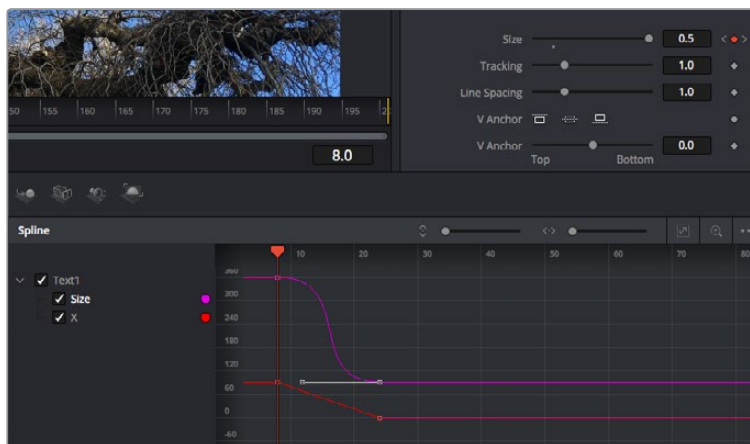 Size 0.5 < >
Tracking 1.0
Line Spacing 1.0
V Anchor
V Anchor 0.0
Top Bottom
150 155 160 165 170 175 180 185 190 195
8.0
Spline
10 20 30 40 50 60 70 80
Text1
Size
X
360
300
240
180
120
60
0
-60